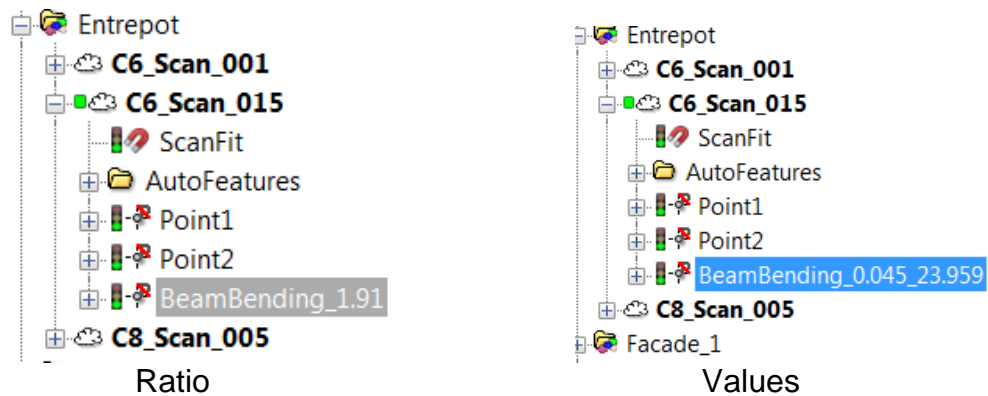 Entrepot
C6_Scan_001
C6_Scan_015
ScanFit
AutoFeatures
Point1
Point2
BeamBending_1.91
C8_Scan_005
Ratio
Entrepot
C6_Scan_001
C6_Scan_015
ScanFit
AutoFeatures
Point1
Point2
BeamBending_0.045_23.959
C8_Scan_005
Facade_1
Values